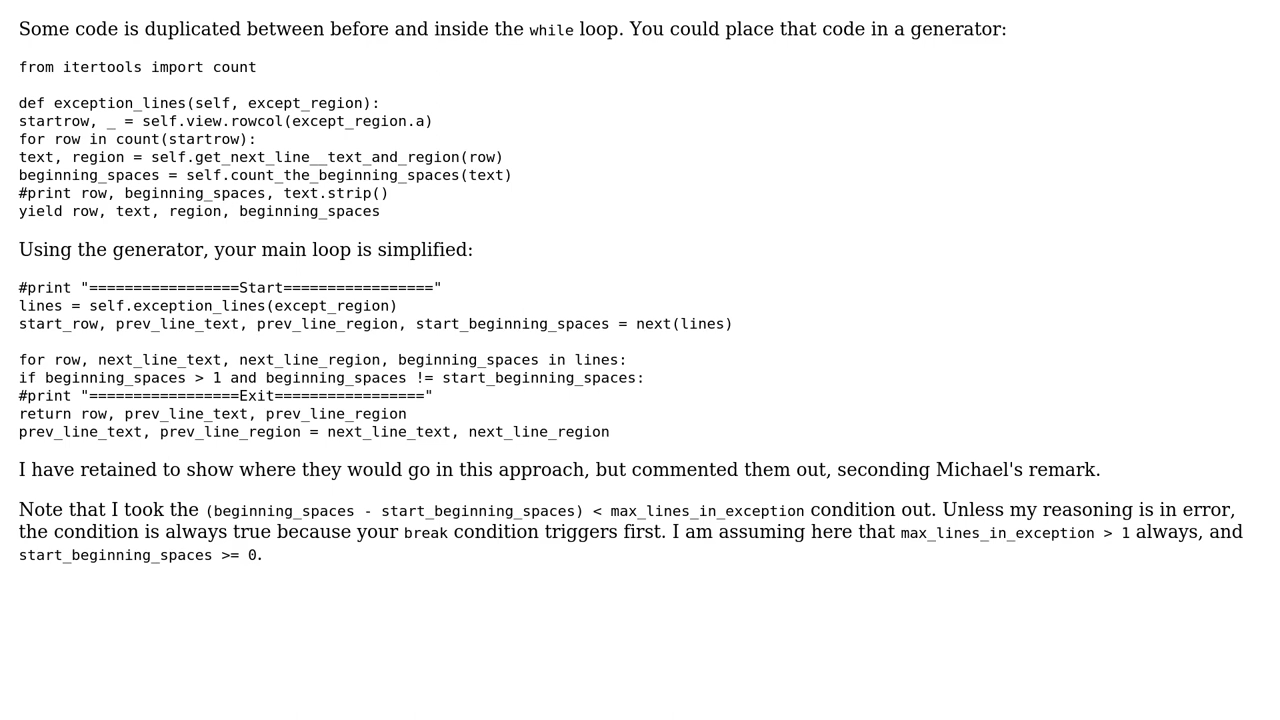 Some code is duplicated between before and inside the while loop. You could place that code in a generator:
from itertools import count
def exception_lines(self, except_region):
startrow, _ = self.view.rowcol(except_region.a)
for row in count(startrow):
text, region = self.get_next_line__text_and_region(row)
beginning_spaces = self.count_the_beginning_spaces(text)
#print row, beginning_spaces, text.strip()
yield row, text, region, beginning_spaces
Using the generator, your main loop is simplified:
#print "=================Start================="
lines = self.exception_lines(except_region)
start_row, prev_line_text, prev_line_region, start_beginning_spaces = next(lines)
for row, next_line_text, next_line_region, beginning_spaces in lines:
if beginning_spaces > 1 and beginning_spaces != start_beginning_spaces:
#print "=================Exit================="
return row, prev_line_text, prev_line_region
prev_line_text, prev_line_region = next_line_text, next_line_region
I have retained to show where they would go in this approach, but commented them out, seconding Michael's remark.
Note that I took the (beginning_spaces - start_beginning_spaces) < max_lines_in_exception condition out. Unless my reasoning is in error,
the condition is always true because your break condition triggers first. I am assuming here that max_lines_in_exception > 1 always, and
start_beginning_spaces >= 0.